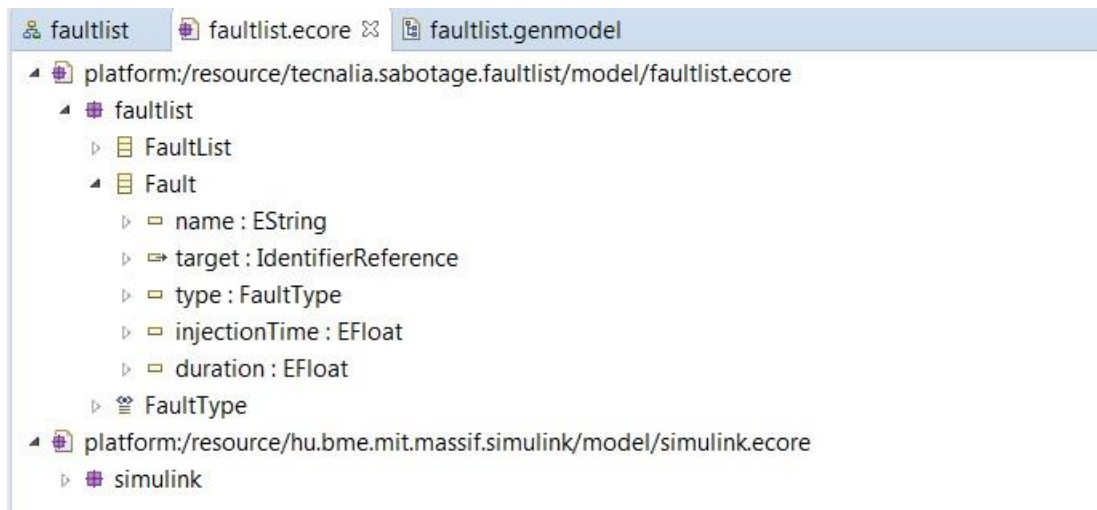 faultlist faultlist.ecore faultlist.genmodel
platform:/resource/tecnalia.sabotage.faultlist/model/faultlist.ecore
faultlist
FaultList
Fault
name : EString
target : IdentifierReference
type : FaultType
injectionTime : EFloat
duration : EFloat
FaultType
platform:/resource/hu.bme.mit.massif.simulink/model/simulink.ecore
simulink